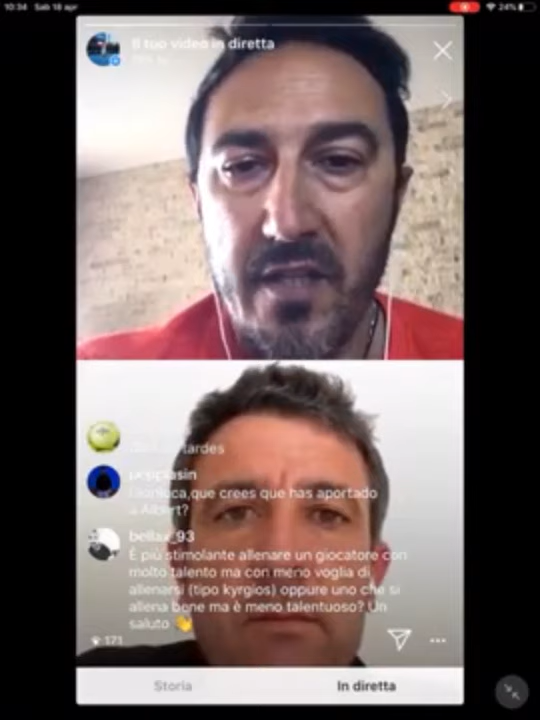 10:34 Sab 18 apr
24%
Il tuo video in diretta
tardes
Gianluca,que crees que has aportado
a Albert?
bellax_93
È più stimolante allenare un giocatore con
molto talento ma con meno voglia di
allenarsi (tipo kyrgios) oppure uno che si
allena bene ma è meno talentuoso? Un
saluto 👋
171
Storia
In diretta